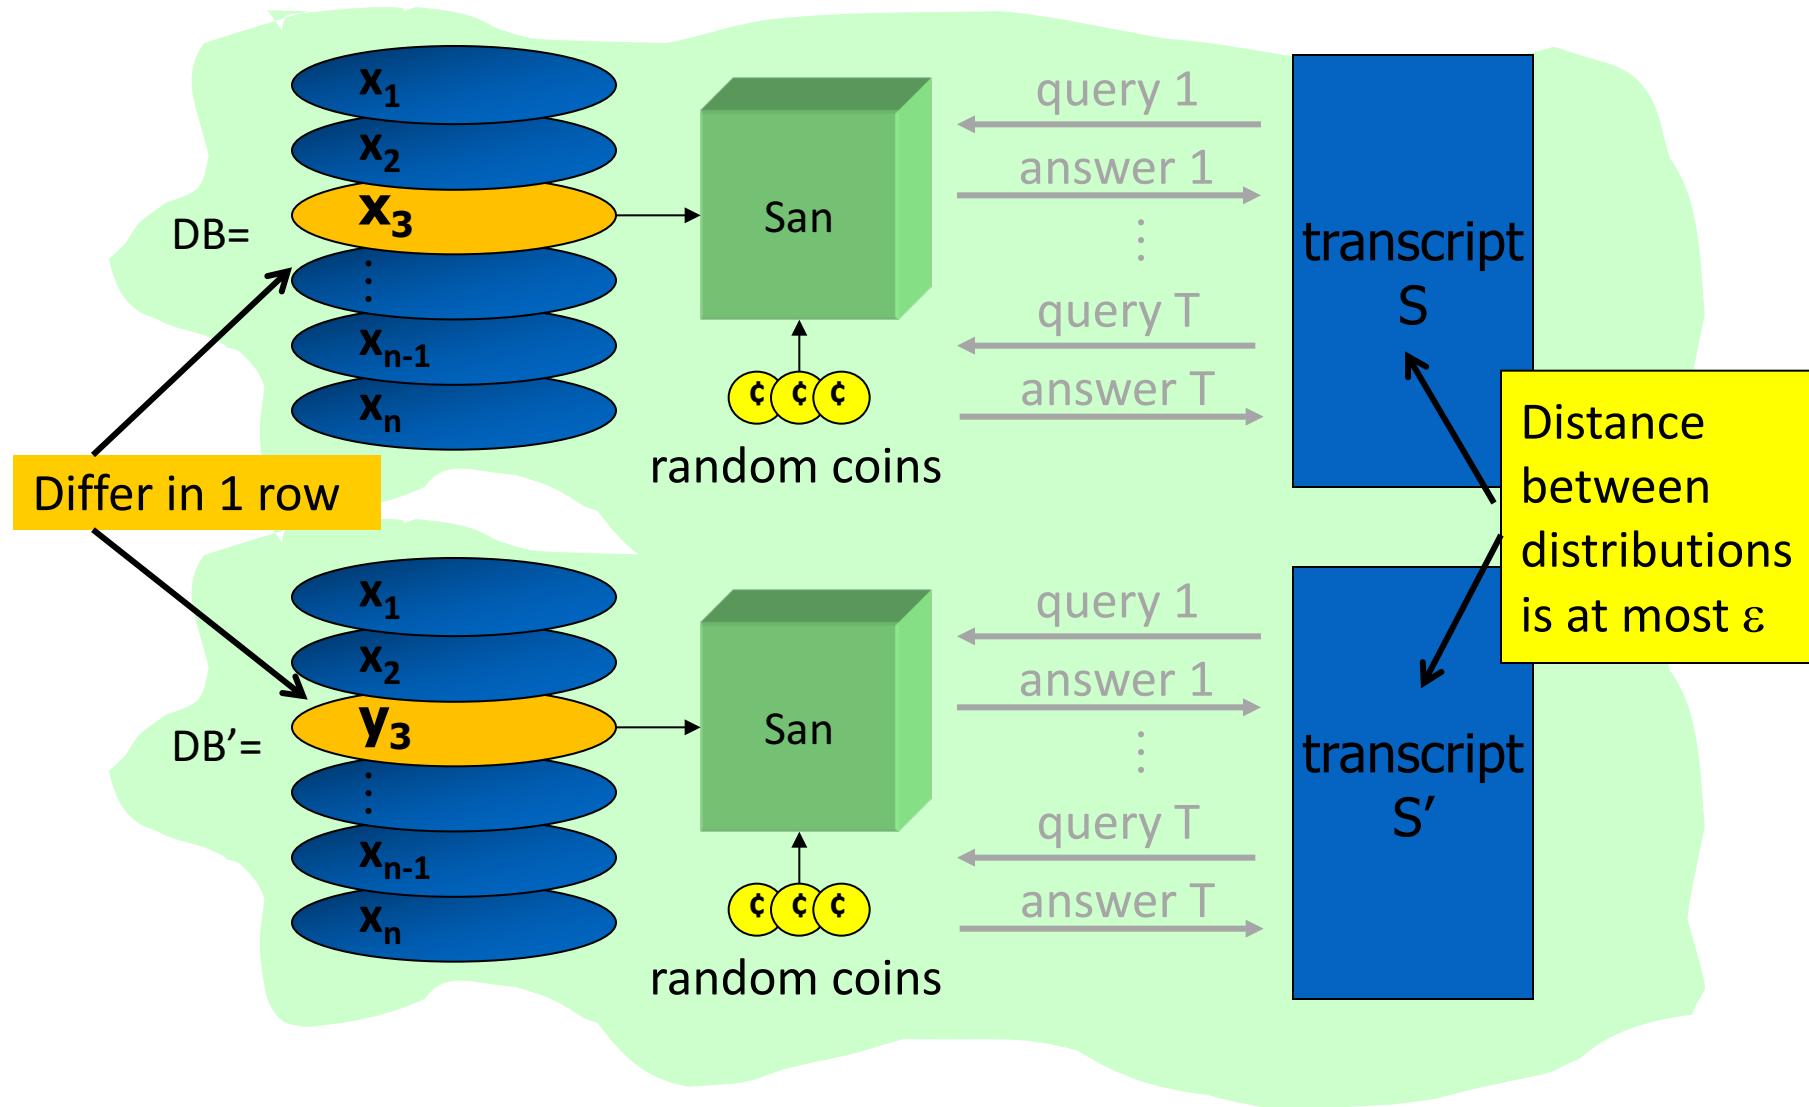 x1
x2
x3
⋮
xn-1
xn
DB=
San
¢ ¢ ¢
random coins
query 1
answer 1
⋮
query T
answer T
transcript
S
Differ in 1 row
Distance
between
distributions
is at most ε
x1
x2
y3
⋮
xn-1
xn
DB’=
San
¢ ¢ ¢
random coins
query 1
answer 1
⋮
query T
answer T
transcript
S’